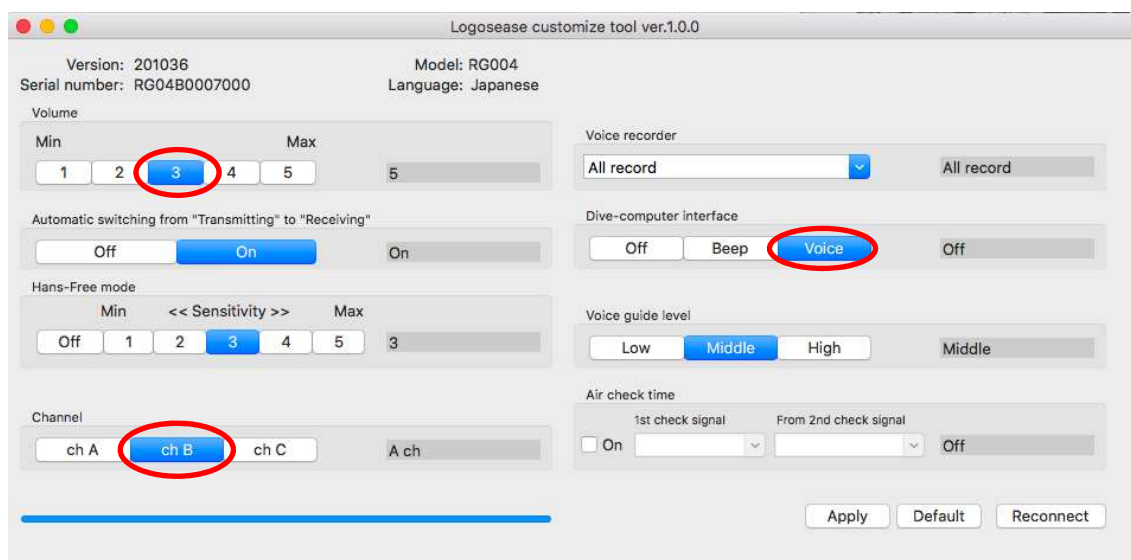 Logosease customize tool ver.1.0.0
Version: 201036
Serial number: RG04B0007000
Model: RG004
Language: Japanese
Volume
Min Max
1 2 3 4 5 5
Automatic switching from "Transmitting" to "Receiving"
Off On On
Hans-Free mode
Min << Sensitivity >> Max
Off 1 2 3 4 5 3
Channel
ch A ch B ch C A ch
Voice recorder
All record All record
Dive-computer interface
Off Beep Voice Off
Voice guide level
Low Middle High Middle
Air check time
1st check signal From 2nd check signal
On Off
Apply Default Reconnect